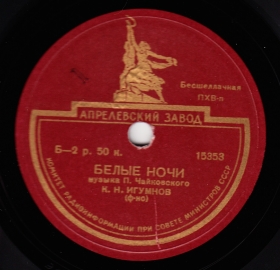 Бесшеллачная
ПХВ-п
АПРЕЛЕВСКИЙ ЗАВОД
Б—2 р. 50 к.
15353
БЕЛЫЕ НОЧИ
музыка П. Чайковского
К. Н. ИГУМНОВ
(ф-но)
КОМИТЕТ РАДИОИНФОРМАЦИИ ПРИ СОВЕТЕ МИНИСТРОВ СССР